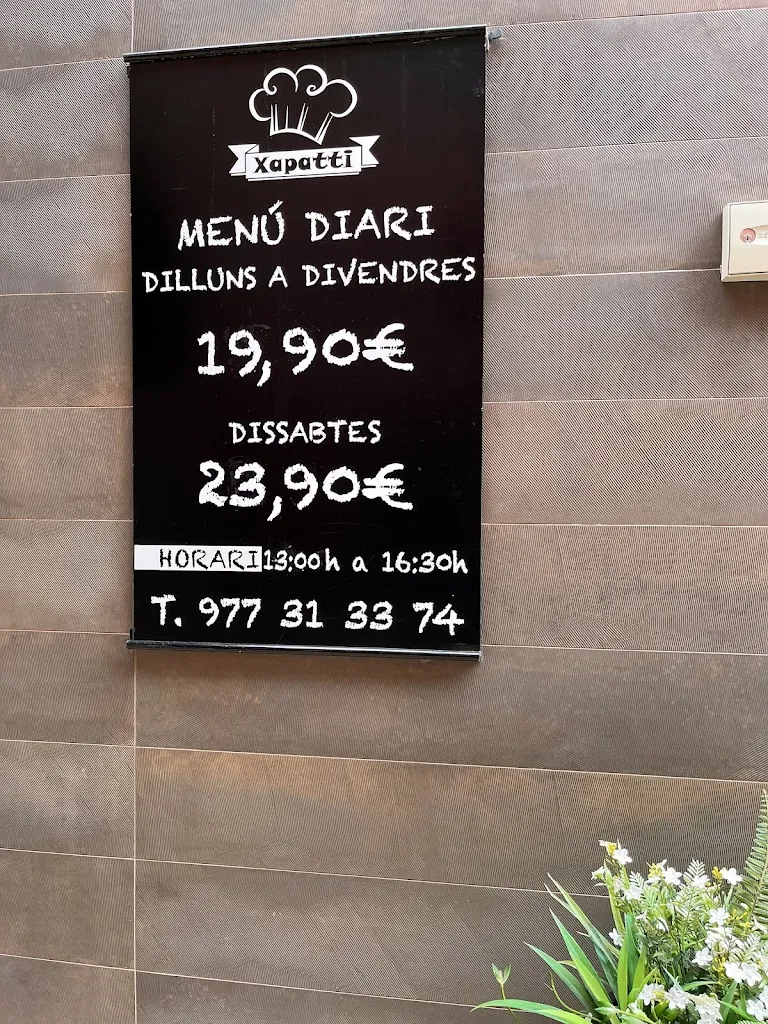 Xapatti
MENÚ DIARI
DILLUNS A DIVENDRES
19,90€
DISSABTES
23,90€
HORARI 13:00h a 16:30h
T. 977 31 33 74